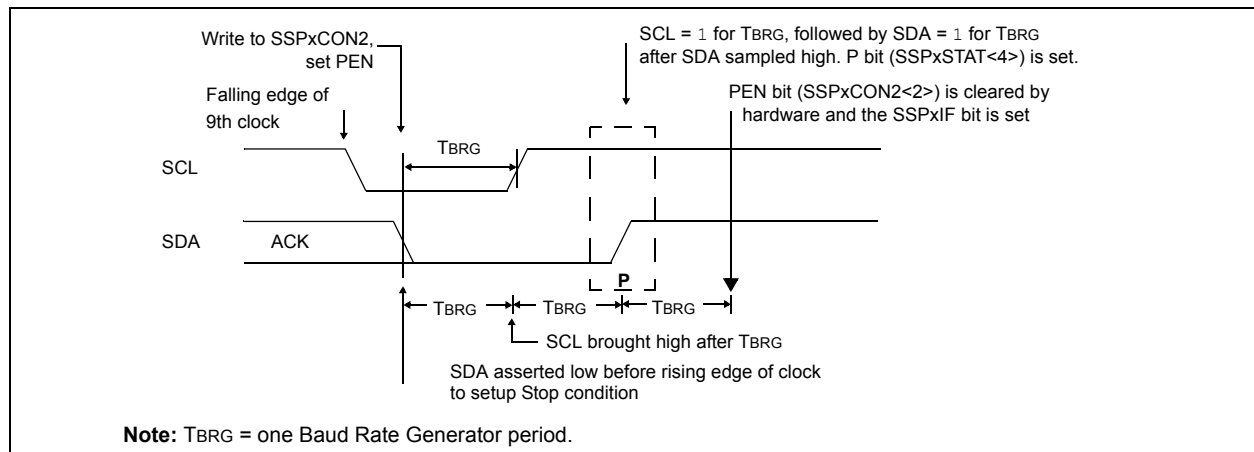 Write to SSPxCON2,
set PEN
SCL = 1 for TBRG, followed by SDA = 1 for TBRG
after SDA sampled high. P bit (SSPxSTAT<4>) is set.
Falling edge of
9th clock
PEN bit (SSPxCON2<2>) is cleared by
hardware and the SSPxIF bit is set
TBRG
SCL
SDA
ACK
P
TBRG
TBRG
TBRG
SCL brought high after TBRG
SDA asserted low before rising edge of clock
to setup Stop condition
Note: TBRG = one Baud Rate Generator period.